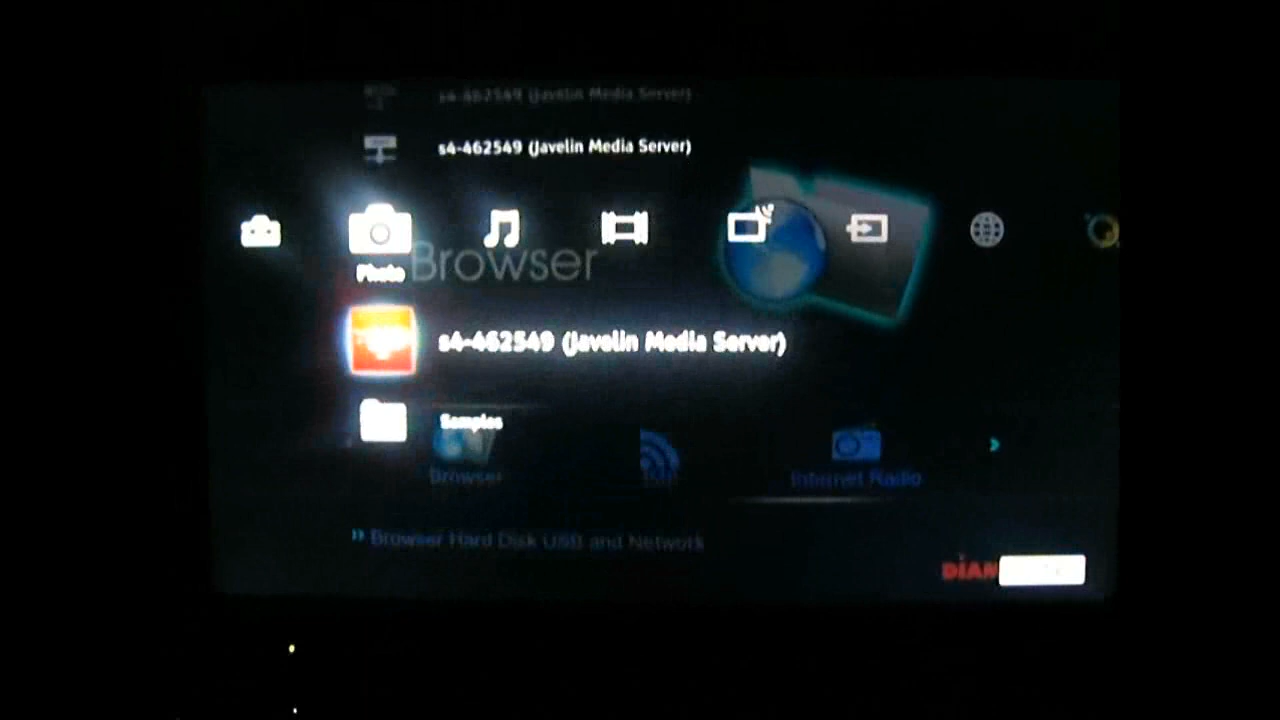 s4-462549 (Javelin Media Server)
s4-462549 (Javelin Media Server)
Photo
Browser
s4-462549 (Javelin Media Server)
Samples
Browser
Internet Radio
Browser Hard Disk USB and Network